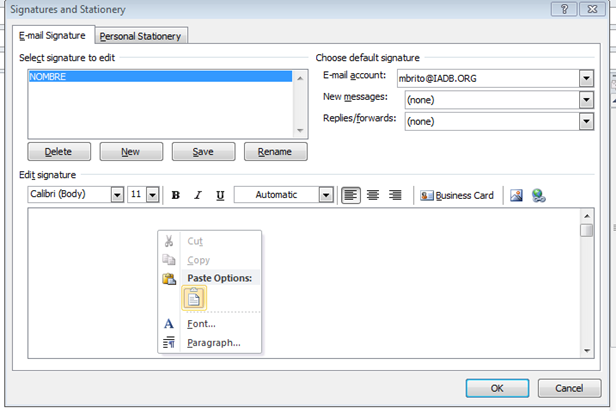 Signatures and Stationery
E-mail Signature
Personal Stationery
Select signature to edit
Choose default signature
NOMBRE
E-mail account: mbrito@IADB.ORG
New messages: (none)
Replies/forwards: (none)
Delete New Save Rename
Edit signature
Calibri (Body) 11 B I U Automatic Business Card
Cut
Copy
Paste Options:
Font...
Paragraph...
OK Cancel